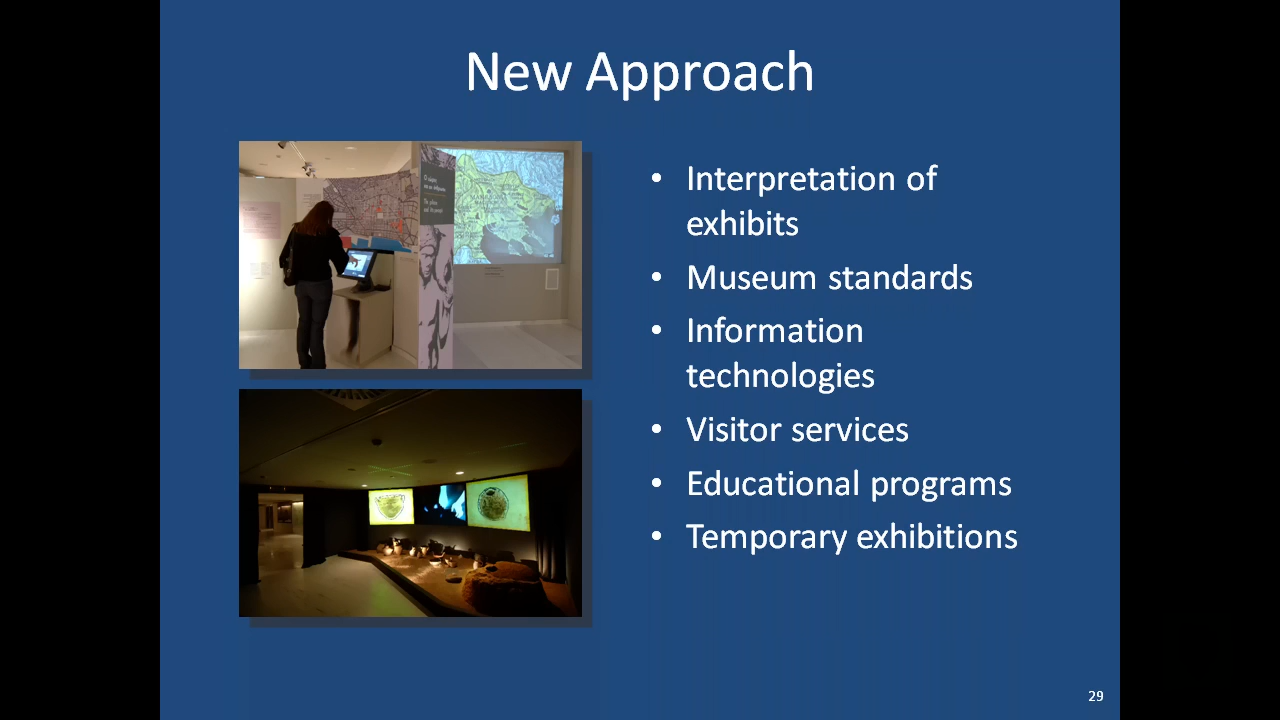 New Approach
• Interpretation of
exhibits
• Museum standards
• Information
technologies
• Visitor services
• Educational programs
• Temporary exhibitions
29